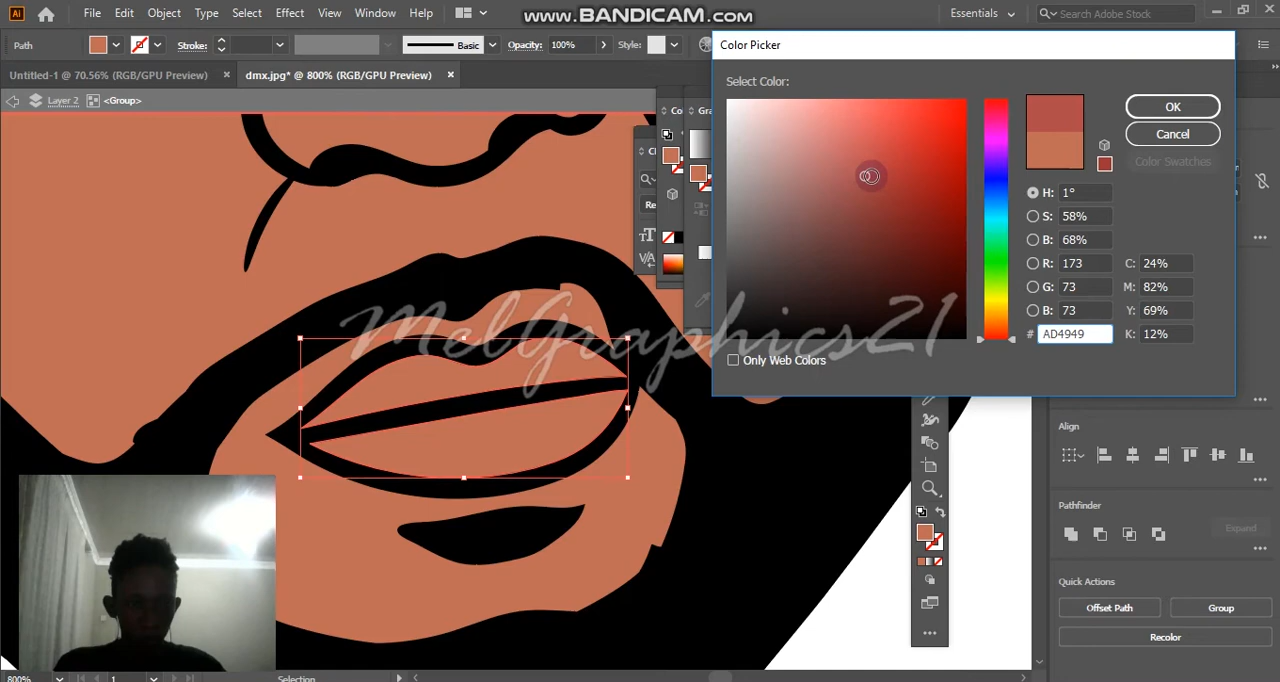 www.BANDICAM.com
Ai File Edit Object Type Select Effect View Window Help Essentials Search Adobe Stock
Path Stroke: Basic Opacity: 100% Style:
Untitled-1 @ 70.56% (RGB/GPU Preview) × dmx.jpg* @ 800% (RGB/GPU Preview) ×
Layer 2 <Group>
Color Picker
Select Color:
OK
Cancel
Color Swatches
H: 1°
S: 58%
B: 68%
R: 173 C: 24%
G: 73 M: 82%
B: 73 Y: 69%
# AD4949 K: 12%
Only Web Colors
MelGraphics21
Align
Pathfinder
Expand
Quick Actions
Offset Path Group
Recolor
800% 1 Selection